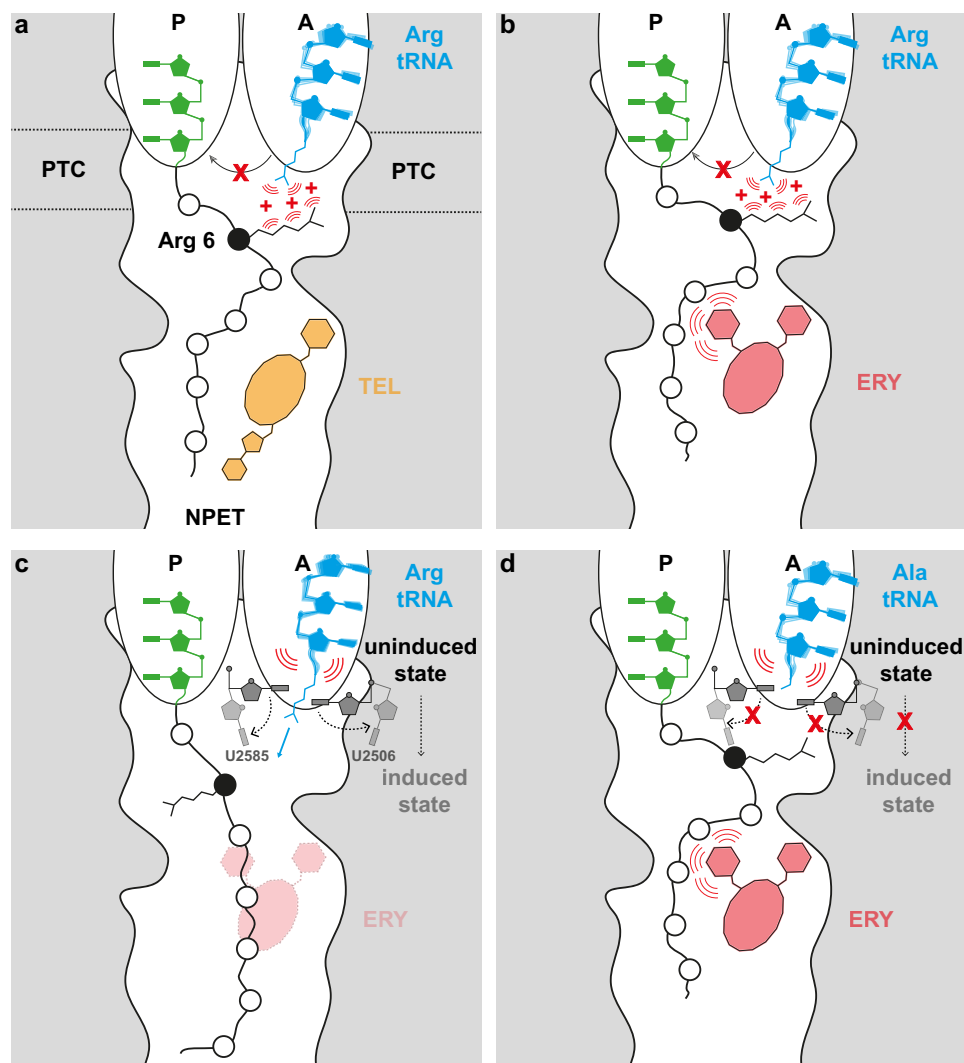 a
P
A
Arg
tRNA
PTC
PTC
X
+
+
+
+
Arg 6
TEL
NPET
b
P
A
Arg
tRNA
X
+
+
+
+
ERY
c
P
A
Arg
tRNA
uninduced
state
U2585
U2506
induced
state
ERY
d
P
A
Ala
tRNA
uninduced
state
X
X
X
induced
state
ERY